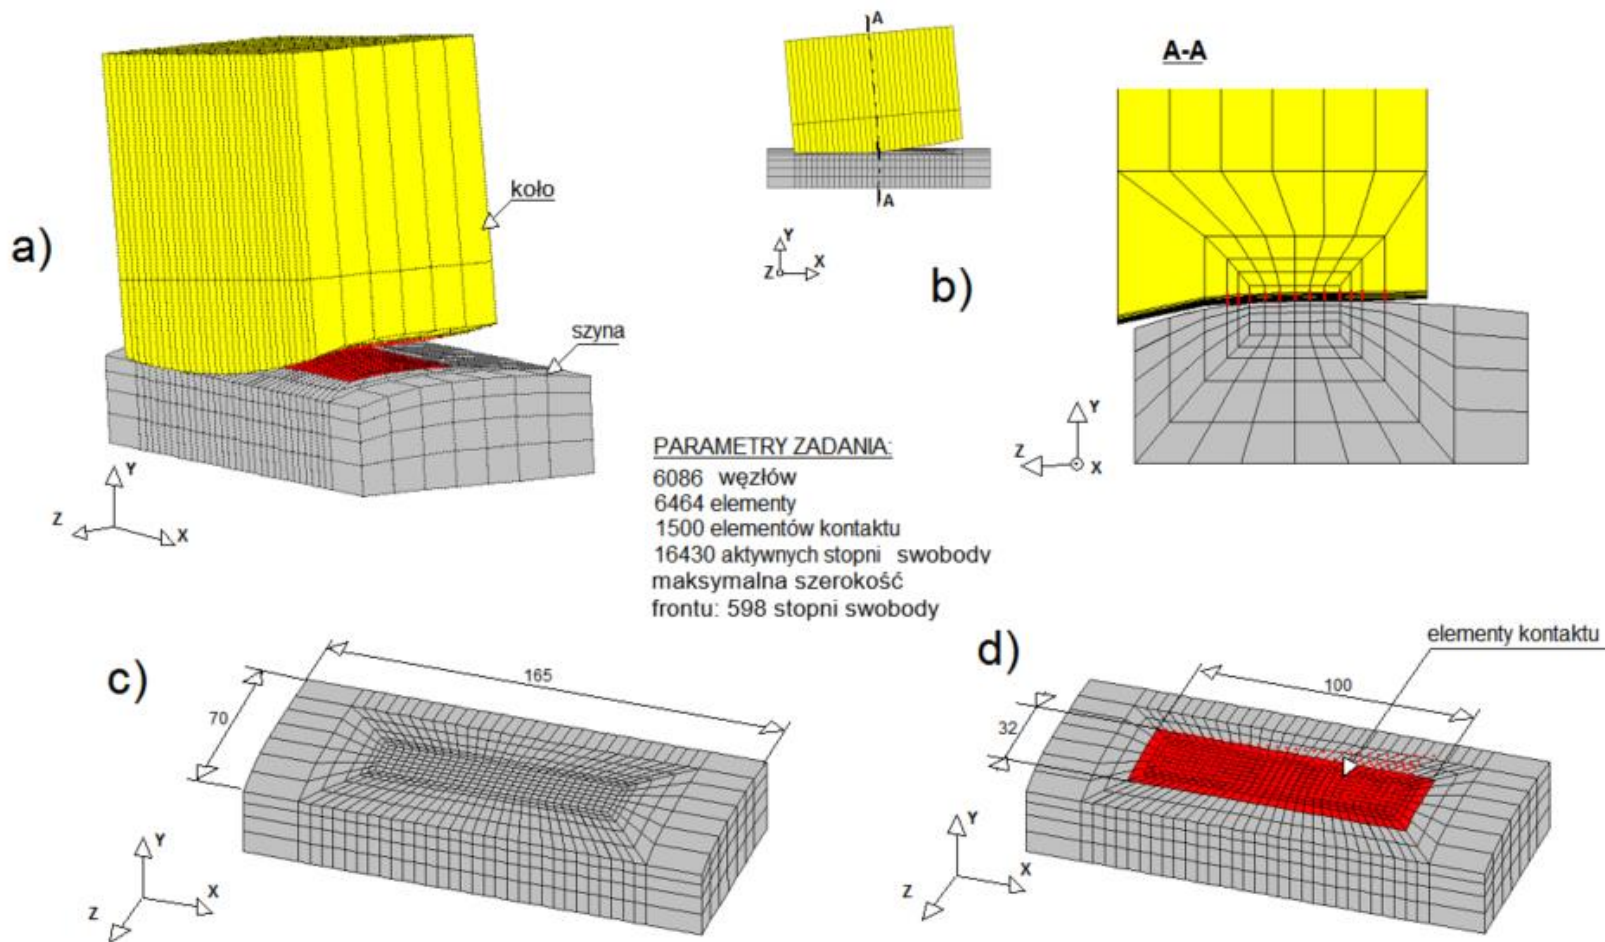 a)
koło
szyna
Y
Z
X
A
A
Y
Z
X
A-A
b)
Y
Z
X
PARAMETRY ZADANIA:
6086 węzłów
6464 elementy
1500 elementów kontaktu
16430 aktywnych stopni swobody
maksymalna szerokość
frontu: 598 stopni swobody
c)
165
70
Y
X
Z
d)
elementy kontaktu
100
32
Y
X
Z